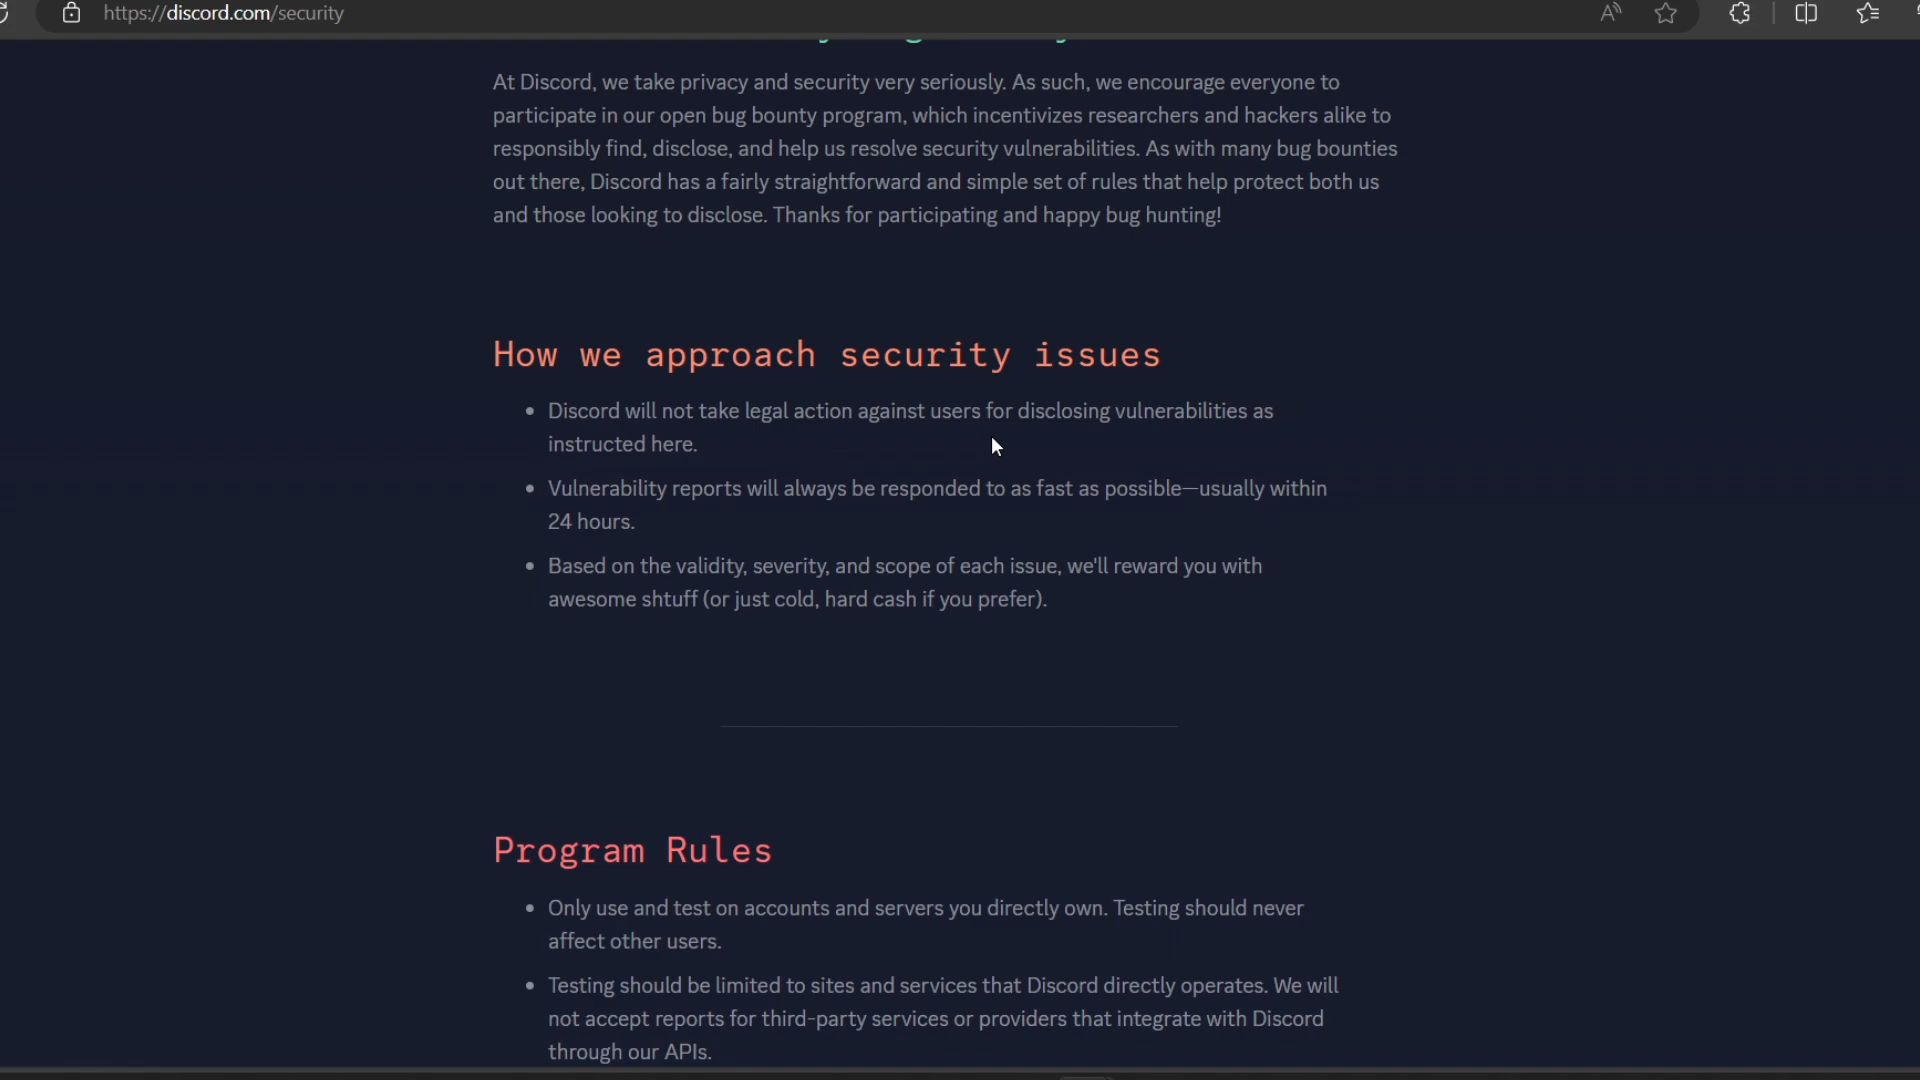 https://discord.com/security
At Discord, we take privacy and security very seriously. As such, we encourage everyone to
participate in our open bug bounty program, which incentivizes researchers and hackers alike to
responsibly find, disclose, and help us resolve security vulnerabilities. As with many bug bounties
out there, Discord has a fairly straightforward and simple set of rules that help protect both us
and those looking to disclose. Thanks for participating and happy bug hunting!
How we approach security issues
• Discord will not take legal action against users for disclosing vulnerabilities as
instructed here.
• Vulnerability reports will always be responded to as fast as possible—usually within
24 hours.
• Based on the validity, severity, and scope of each issue, we'll reward you with
awesome shtuff (or just cold, hard cash if you prefer).
Program Rules
• Only use and test on accounts and servers you directly own. Testing should never
affect other users.
• Testing should be limited to sites and services that Discord directly operates. We will
not accept reports for third-party services or providers that integrate with Discord
through our APIs.